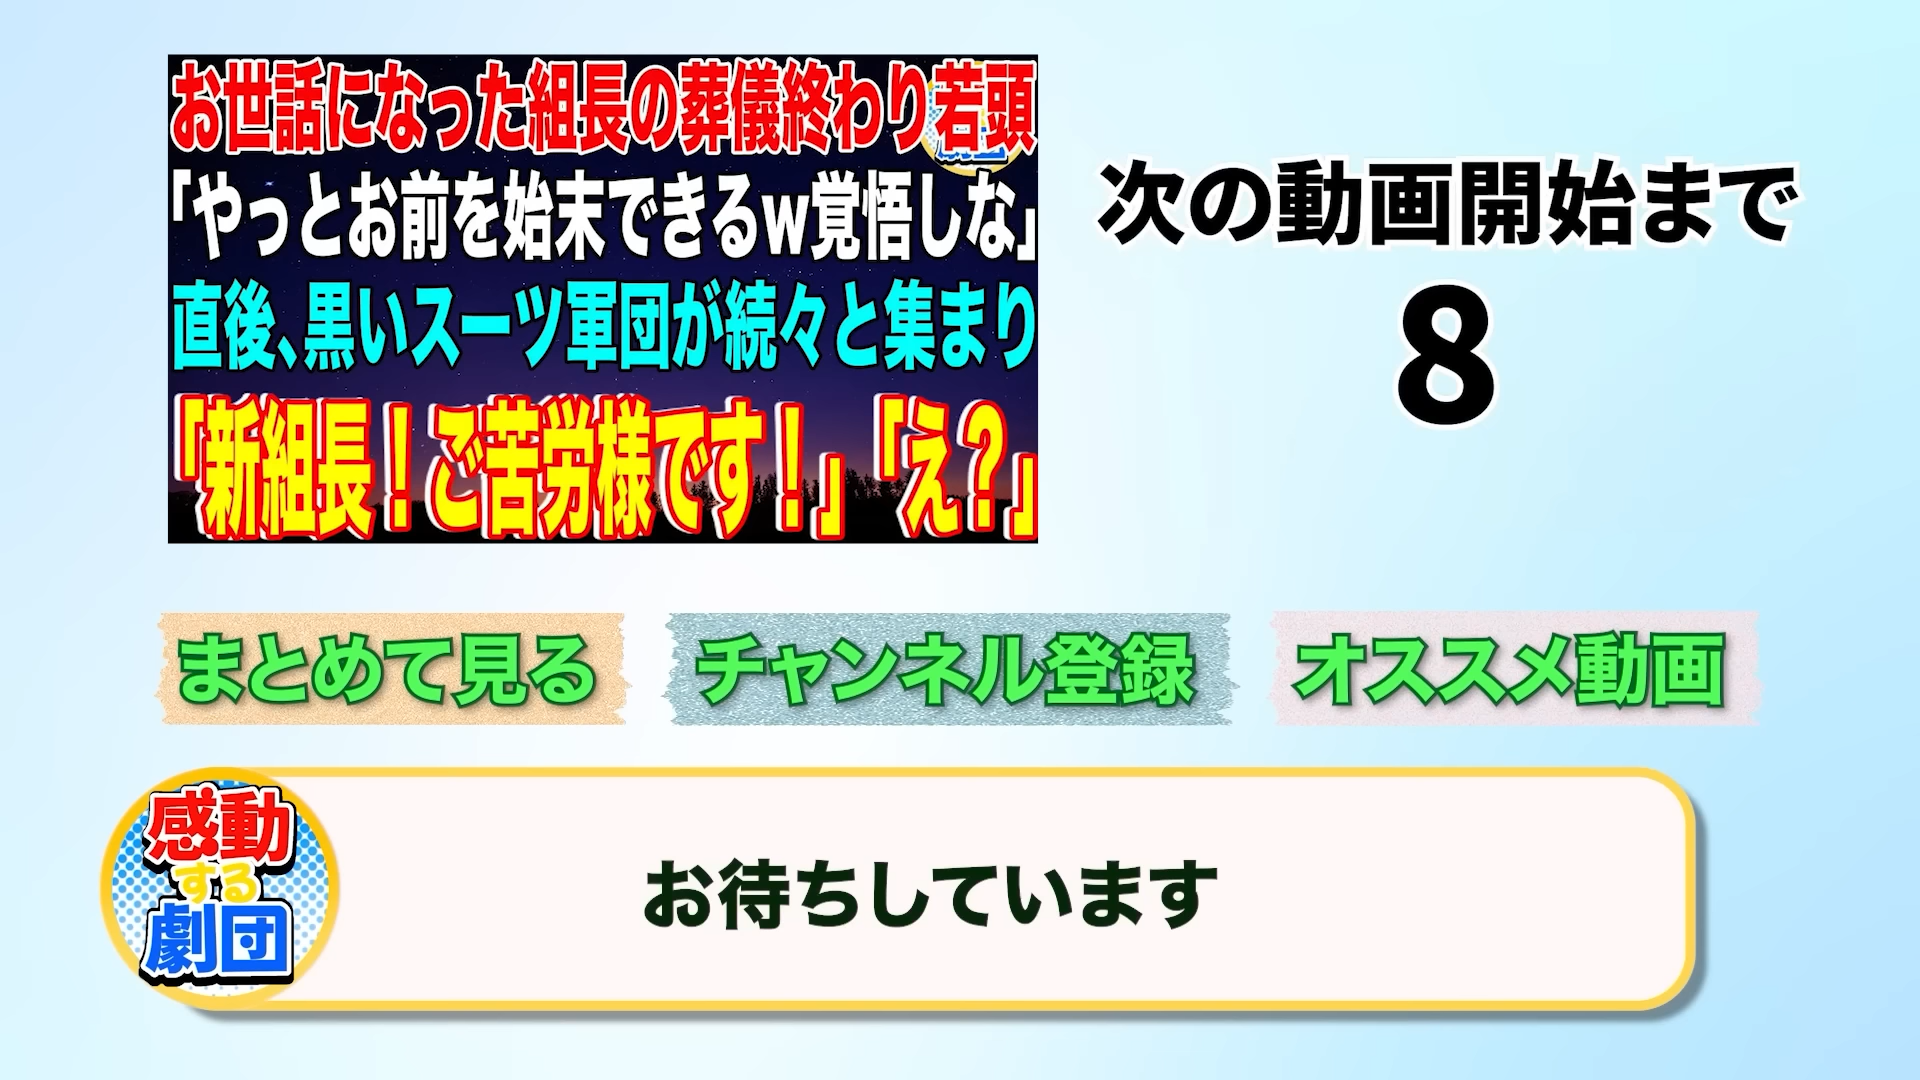 お世話になった組長の葬儀終わり若頭
「やっとお前を始末できるw覚悟しな」
直後、黒いスーツ軍団が続々と集まり
「新組長！ご苦労様です！」「え？」
次の動画開始まで
8
まとめて見る
チャンネル登録
オススメ動画
感動
する
劇団
お待ちしています